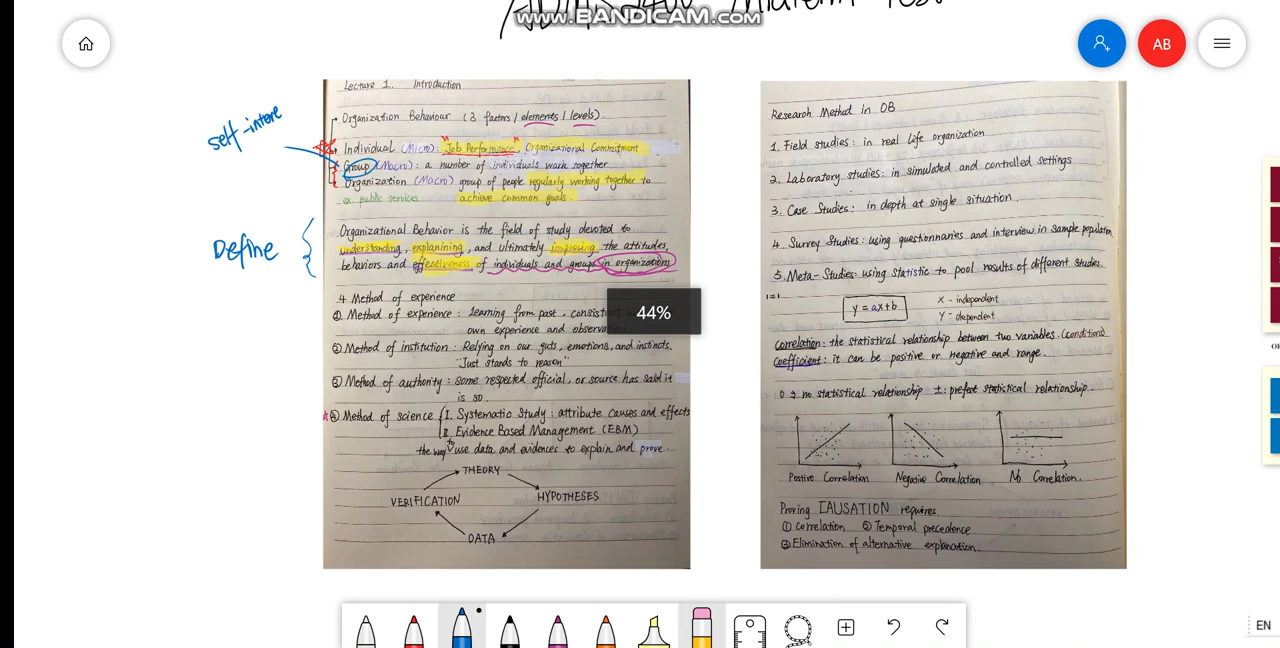 WWW.BANDICAM.COM
Midterm Test
AB
Lecture 1. Introduction
Organization Behaviour (3 factors / elements / levels).
self-intere
Individual (Micro): "Job Performance" Organizational Commitment
Group (Macro): a number of individuals work together
Organization (Macro) group of people regularly working together to
ex. public services achieve common goals.
Define
Organizational Behavior is the field of study devoted to
understanding, explainining, and ultimately improving the attitudes,
behaviors and effectiveness of individuals and groups in organizations
4 Method of experience
① Method of experience : learning from past, consistent
own experience and observation.
② Method of institution : Relying on our guts, emotions, and instincts.
"Just stands to reason"
③ Method of authority : some respected official, or source has said it
is so.
④ Method of science I. Systematic Study : attribute causes and effects
II. Evidence Based Management (EBM)
the way to use data and evidences to explain and prove.
THEORY
VERIFICATION
HYPOTHESES
DATA
44%
Research Method in OB
1. Field studies : in real life organization
2. Laboratory studies : in simulated and controlled settings
3. Case Studies : in depth at single situation.
4. Survey Studies : using questionnaries and interview in sample population
5. Meta-Studies : using statistic to pool results of different studies.
y = ax+b
X - independent
Y - dependent
Correlation : the statistical relationship between two variables. (conditions)
Coefficient : it can be positive or negative and range.
0 → no statistical relationship ±: prefect statistical relationship.
Postive Correlation
Negative Correlation
No Correlation.
Proving CAUSATION requires.
① Correlation ② Temporal precedence
③ Elimination of alternative explanation.
EN